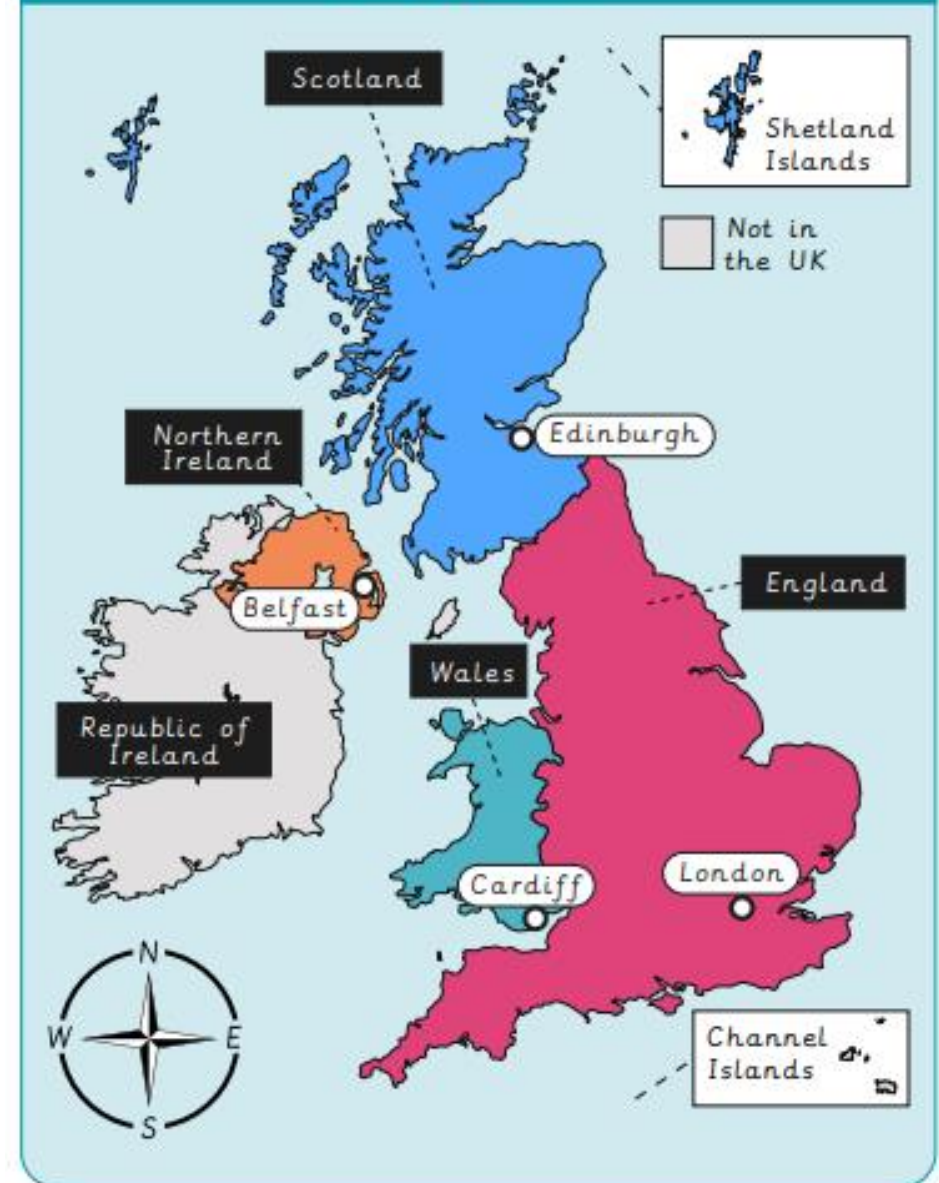 Scotland
Shetland
Islands
Not in
the UK
Northern
Ireland
Edinburgh
England
Belfast
Wales
Republic of
Ireland
Cardiff
London
N
W
E
S
Channel
Islands